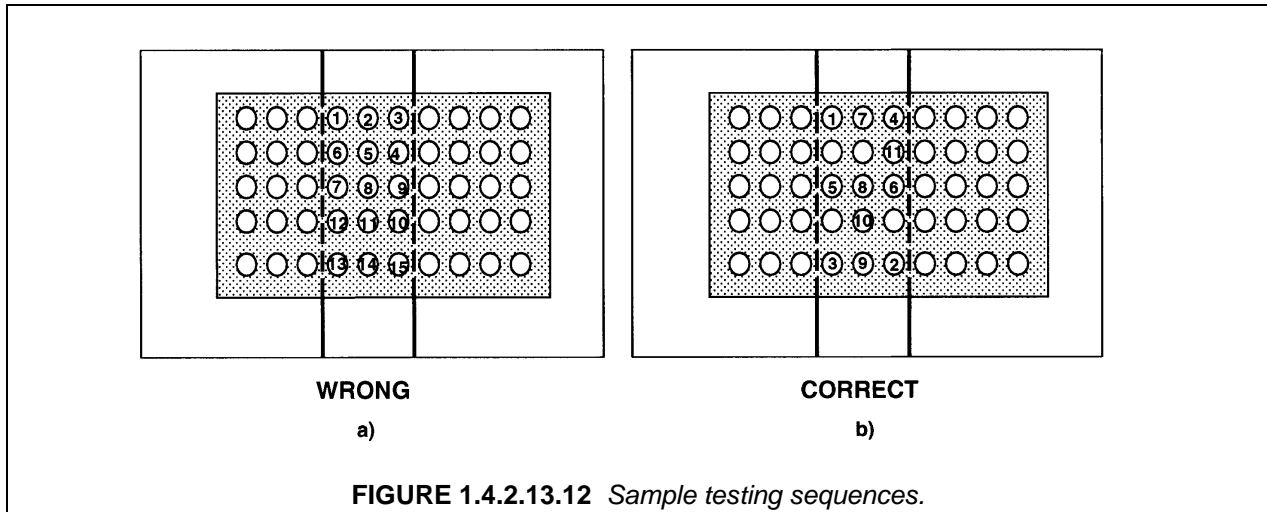 1 2 3
6 5 4
7 8 9
12 11 10
13 14 15
WRONG
a)
1 7 4
11
5 8 6
10
3 9 2
CORRECT
b)
FIGURE 1.4.2.13.12 Sample testing sequences.